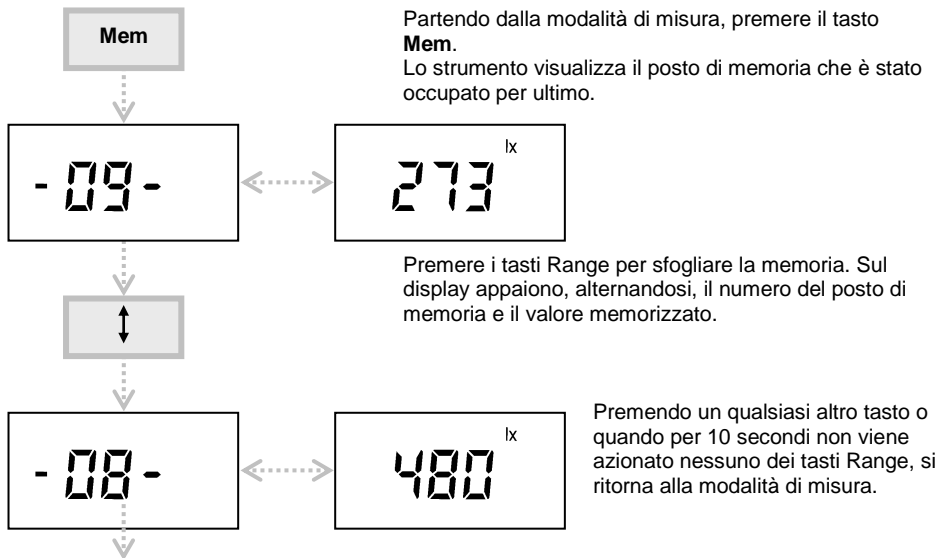 Mem
Partendo dalla modalità di misura, premere il tasto
Mem.
Lo strumento visualizza il posto di memoria che è stato
occupato per ultimo.
- 09 -
273 lx
Premere i tasti Range per sfogliare la memoria. Sul
display appaiono, alternandosi, il numero del posto di
memoria e il valore memorizzato.
- 08 -
480 lx
Premendo un qualsiasi altro tasto o
quando per 10 secondi non viene
azionato nessuno dei tasti Range, si
ritorna alla modalità di misura.